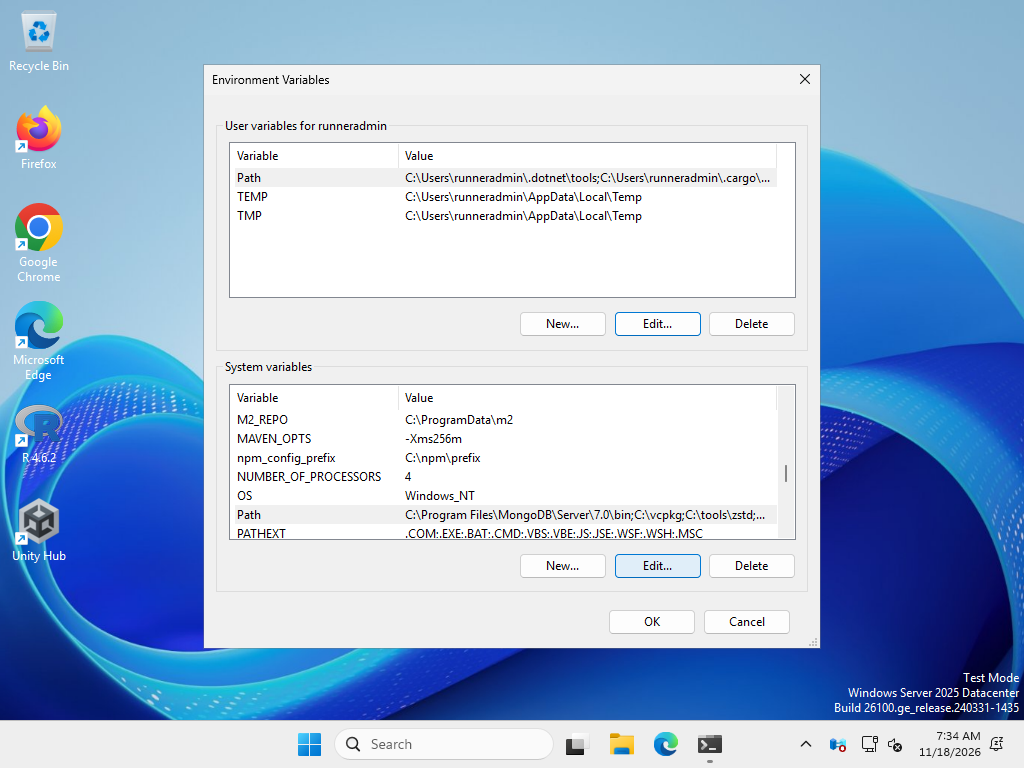 Recycle Bin
Firefox
Google
Chrome
Microsoft
Edge
R 4.6.2
Unity Hub
Environment Variables
User variables for runneradmin
Variable Value
Path C:\Users\runneradmin\.dotnet\tools;C:\Users\runneradmin\.cargo\...
TEMP C:\Users\runneradmin\AppData\Local\Temp
TMP C:\Users\runneradmin\AppData\Local\Temp
New... Edit... Delete
System variables
Variable Value
M2_REPO C:\ProgramData\m2
MAVEN_OPTS -Xms256m
npm_config_prefix C:\npm\prefix
NUMBER_OF_PROCESSORS 4
OS Windows_NT
Path C:\Program Files\MongoDB\Server\7.0\bin;C:\vcpkg;C:\tools\zstd;...
PATHEXT .COM;.EXE;.BAT;.CMD;.VBS;.VBE;.JS;.JSE;.WSF;.WSH;.MSC
New... Edit... Delete
OK Cancel
Test Mode
Windows Server 2025 Datacenter
Build 26100.ge_release.240331-1435
Search
7:34 AM
11/18/2026